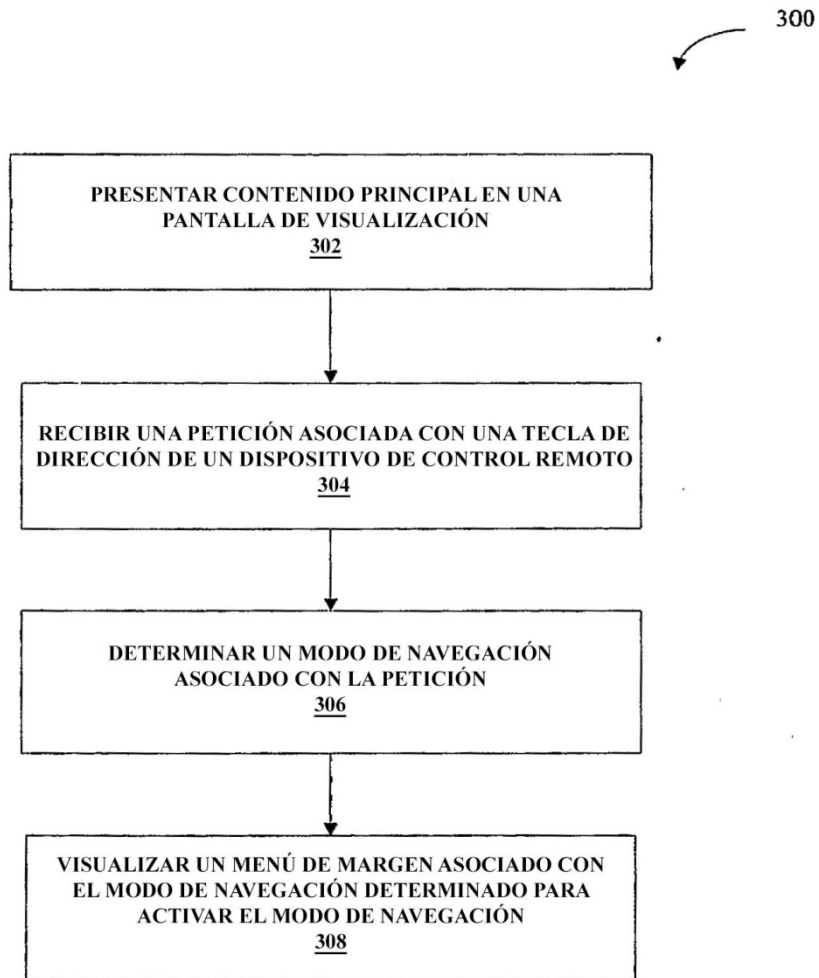 300
PRESENTAR CONTENIDO PRINCIPAL EN UNA
PANTALLA DE VISUALIZACIÓN
302
RECIBIR UNA PETICIÓN ASOCIADA CON UNA TECLA DE
DIRECCIÓN DE UN DISPOSITIVO DE CONTROL REMOTO
304
DETERMINAR UN MODO DE NAVEGACIÓN
ASOCIADO CON LA PETICIÓN
306
VISUALIZAR UN MENÚ DE MARGEN ASOCIADO CON
EL MODO DE NAVEGACIÓN DETERMINADO PARA
ACTIVAR EL MODO DE NAVEGACIÓN
308